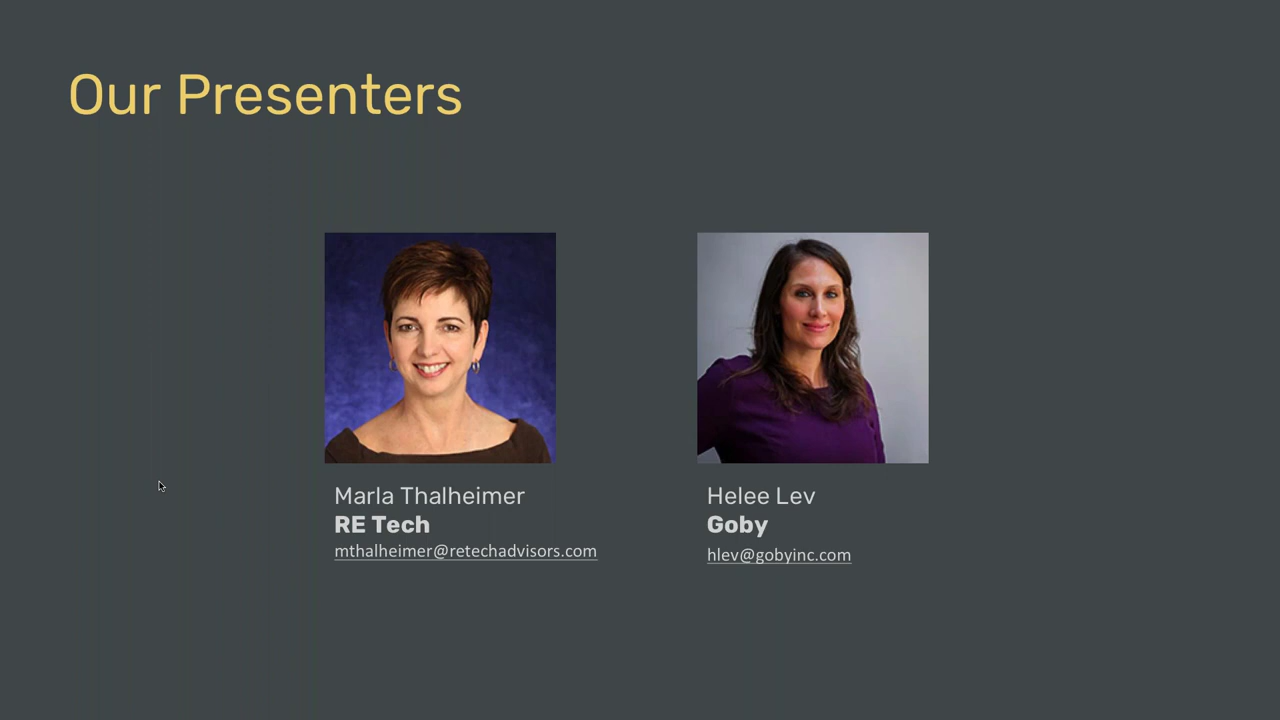 Our Presenters
Marla Thalheimer
RE Tech
mthalheimer@retechadvisors.com
Helee Lev
Goby
hlev@gobyinc.com